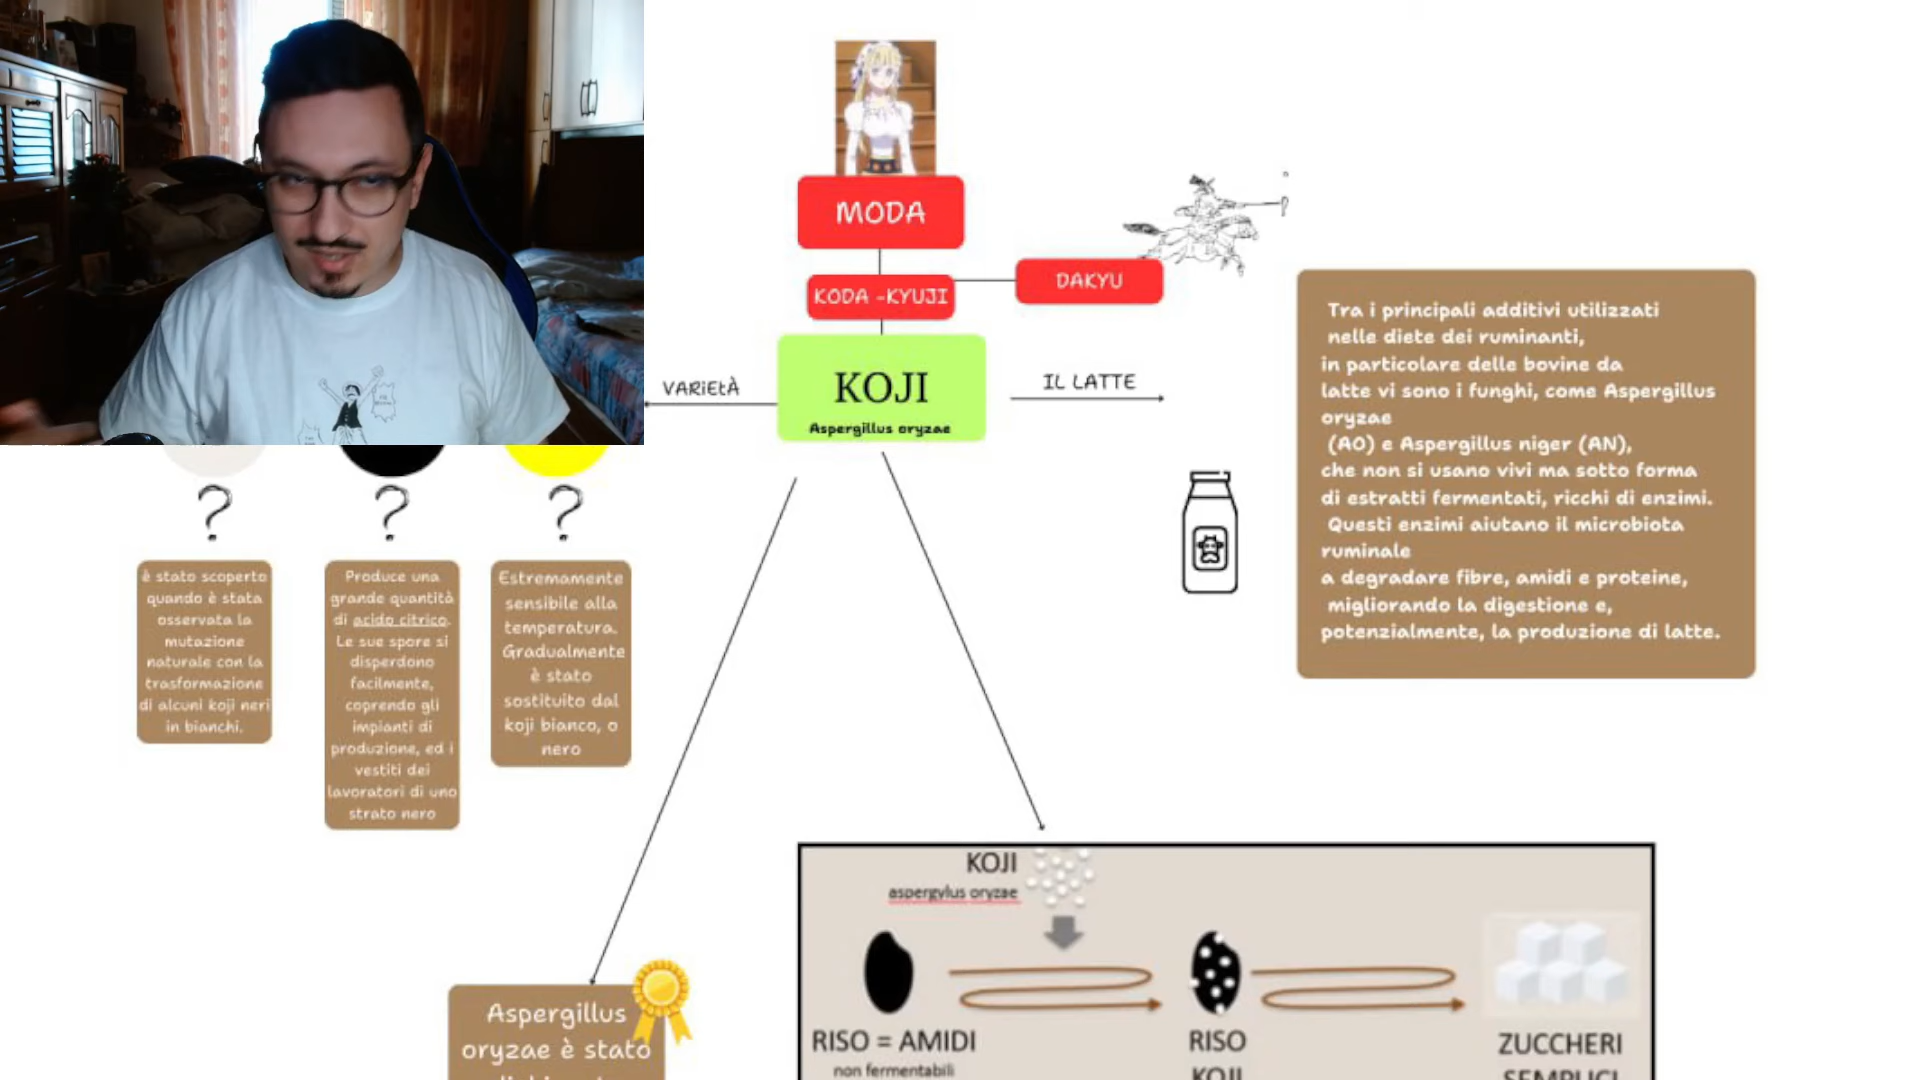 MODA
KODA -KYUJI
DAKYU
KOJI
Aspergillus oryzae
VARIEtÀ
IL LATTE
Tra i principali additivi utilizzati
nelle diete dei ruminanti,
in particolare delle bovine da
latte vi sono i funghi, come Aspergillus
oryzae
(AO) e Aspergillus niger (AN),
che non si usano vivi ma sotto forma
di estratti fermentati, ricchi di enzimi.
Questi enzimi aiutano il microbiota
ruminale
a degradare fibre, amidi e proteine,
migliorando la digestione e,
potenzialmente, la produzione di latte.
?
?
?
è stato scoperto
quando è stata
osservata la
mutazione
naturale con la
trasformazione
di alcuni koji neri
in bianchi.
Produce una
grande quantità
di acido citrico.
Le sue spore si
disperdono
facilmente,
coprendo gli
impianti di
produzione, ed i
vestiti dei
lavoratori di uno
strato nero
Estremamente
sensibile alla
temperatura.
Gradualmente
è stato
sostituito dal
koji bianco, o
nero
Aspergillus
oryzae è stato
KOJI
aspergylus oryzae
RISO = AMIDI
non fermentabili
RISO
KOJI
ZUCCHERI
SEMPLICI